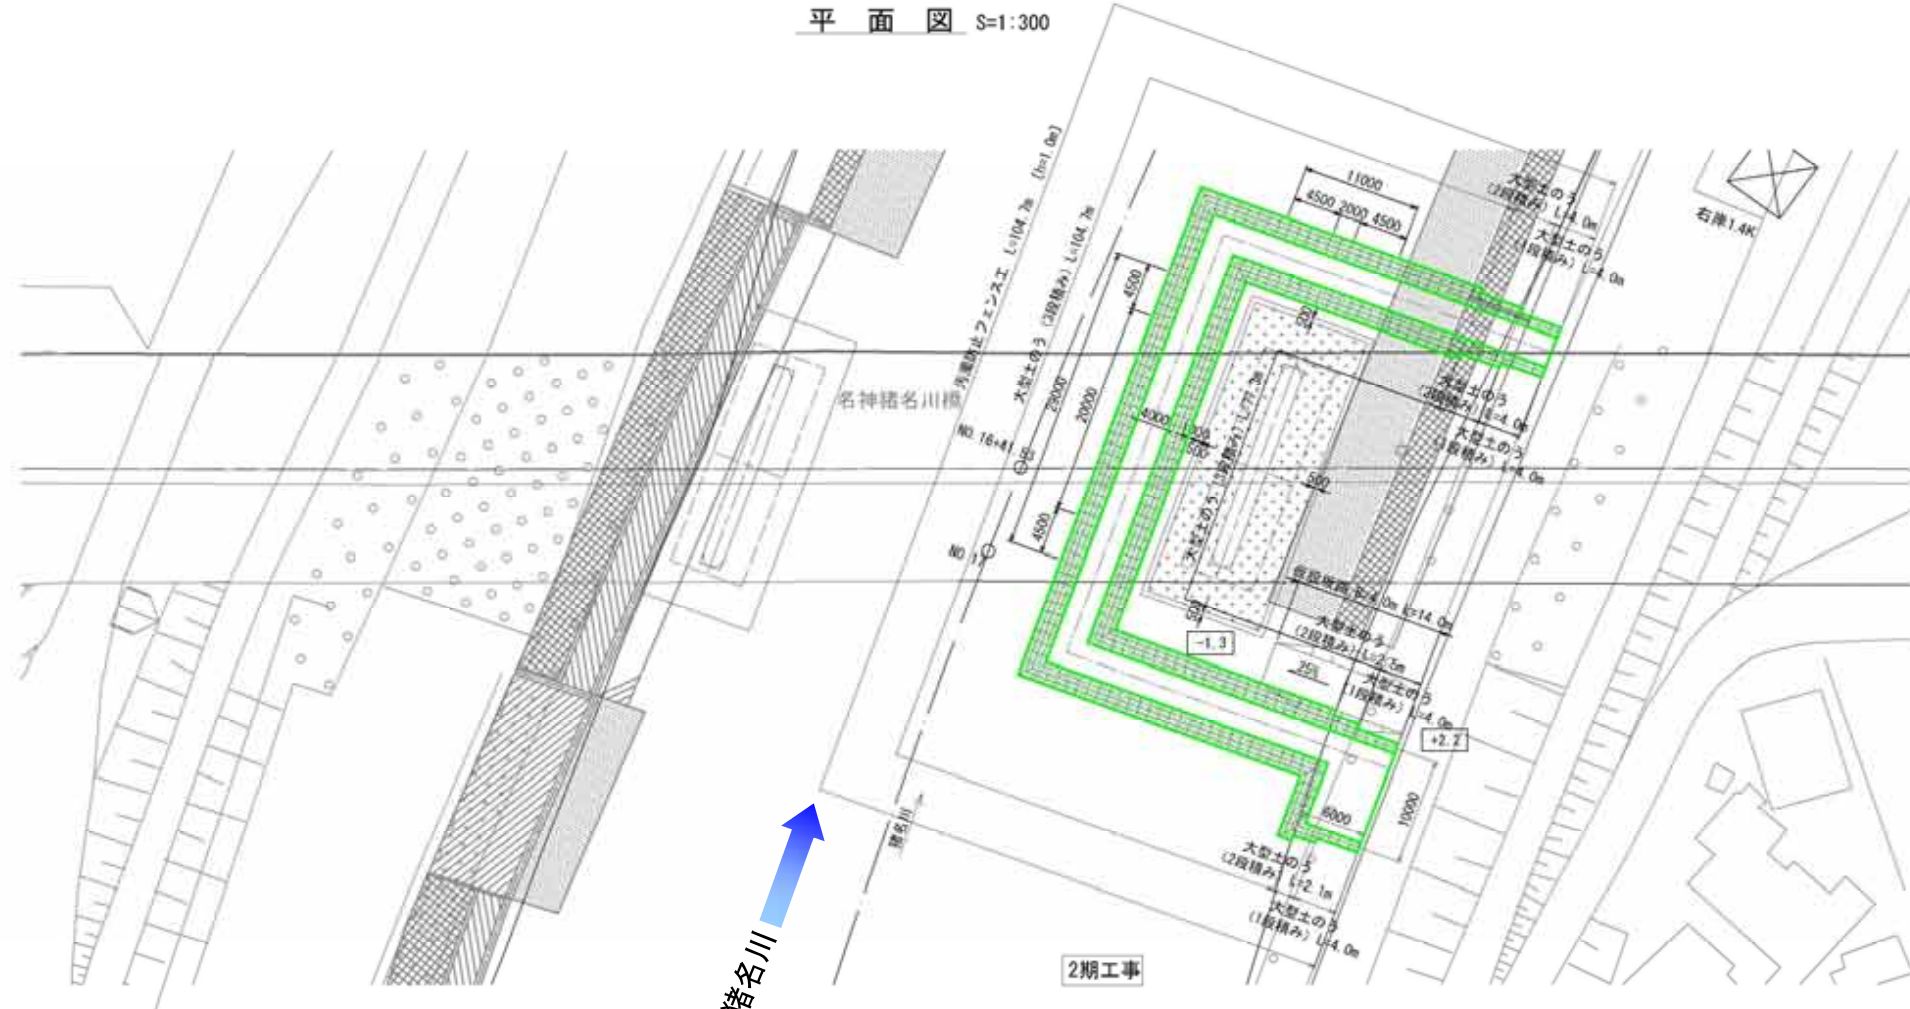 平 面 図 S=1:300
汚濁防止フェンス工 L=104.7m [h=1.0m]
大型土のう (3段積み) L=104.7m
11000
4500 2000 4500
大型土のう
(2段積み) L=4.0m
大型土のう
(1段積み) L=4.0m
右岸1.4K
4500
29000
20000
4500
4000
500
名神猪名川橋
NO.16+41
NO.17
大型土のう
(2段積み) L=4.0m
大型土のう
(1段積み) L=4.0m
500
500
-1.3
L=14.0m
大型土のう
(2段積み) L=2.5m
25%
大型土のう
(1段積み) L=4.0m
+2.2
6000
10000
猪名川
大型土のう
(2段積み) L=2.1m
大型土のう
(1段積み) L=4.0m
猪名川
2期工事